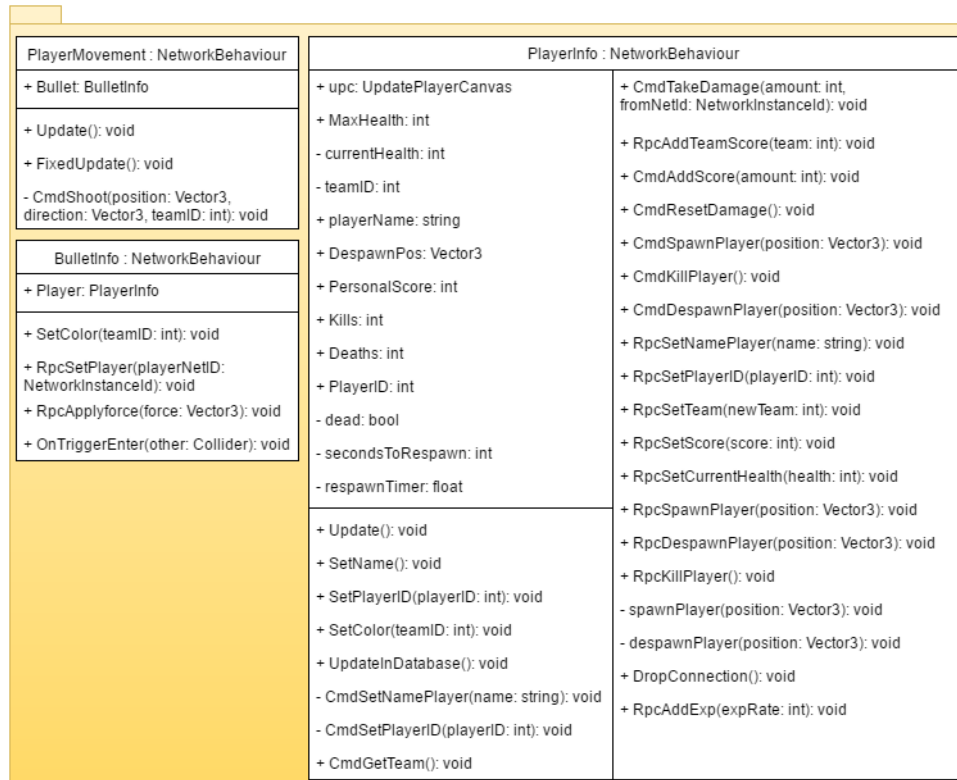 PlayerMovement : NetworkBehaviour
+ Bullet: BulletInfo
+ Update(): void
+ FixedUpdate(): void
- CmdShoot(position: Vector3,
direction: Vector3, teamID: int): void
BulletInfo : NetworkBehaviour
+ Player: PlayerInfo
+ SetColor(teamID: int): void
+ RpcSetPlayer(playerNetID:
NetworkInstanceId): void
+ RpcApplyforce(force: Vector3): void
+ OnTriggerEnter(other: Collider): void
PlayerInfo : NetworkBehaviour
+ upc: UpdatePlayerCanvas
+ MaxHealth: int
- currentHealth: int
- teamID: int
+ playerName: string
+ DespawnPos: Vector3
+ PersonalScore: int
+ Kills: int
+ Deaths: int
+ PlayerID: int
- dead: bool
- secondsToRespawn: int
- respawnTimer: float
+ Update(): void
+ SetName(): void
+ SetPlayerID(playerID: int): void
+ SetColor(teamID: int): void
+ UpdateInDatabase(): void
- CmdSetNamePlayer(name: string): void
- CmdSetPlayerID(playerID: int): void
+ CmdGetTeam(): void
+ CmdTakeDamage(amount: int,
fromNetId: NetworkInstanceId): void
+ RpcAddTeamScore(team: int): void
+ CmdAddScore(amount: int): void
+ CmdResetDamage(): void
+ CmdSpawnPlayer(position: Vector3): void
+ CmdKillPlayer(): void
+ CmdDespawnPlayer(position: Vector3): void
+ RpcSetNamePlayer(name: string): void
+ RpcSetPlayerID(playerID: int): void
+ RpcSetTeam(newTeam: int): void
+ RpcSetScore(score: int): void
+ RpcSetCurrentHealth(health: int): void
+ RpcSpawnPlayer(position: Vector3): void
+ RpcDespawnPlayer(position: Vector3): void
+ RpcKillPlayer(): void
- spawnPlayer(position: Vector3): void
- despawnPlayer(position: Vector3): void
+ DropConnection(): void
+ RpcAddExp(expRate: int): void